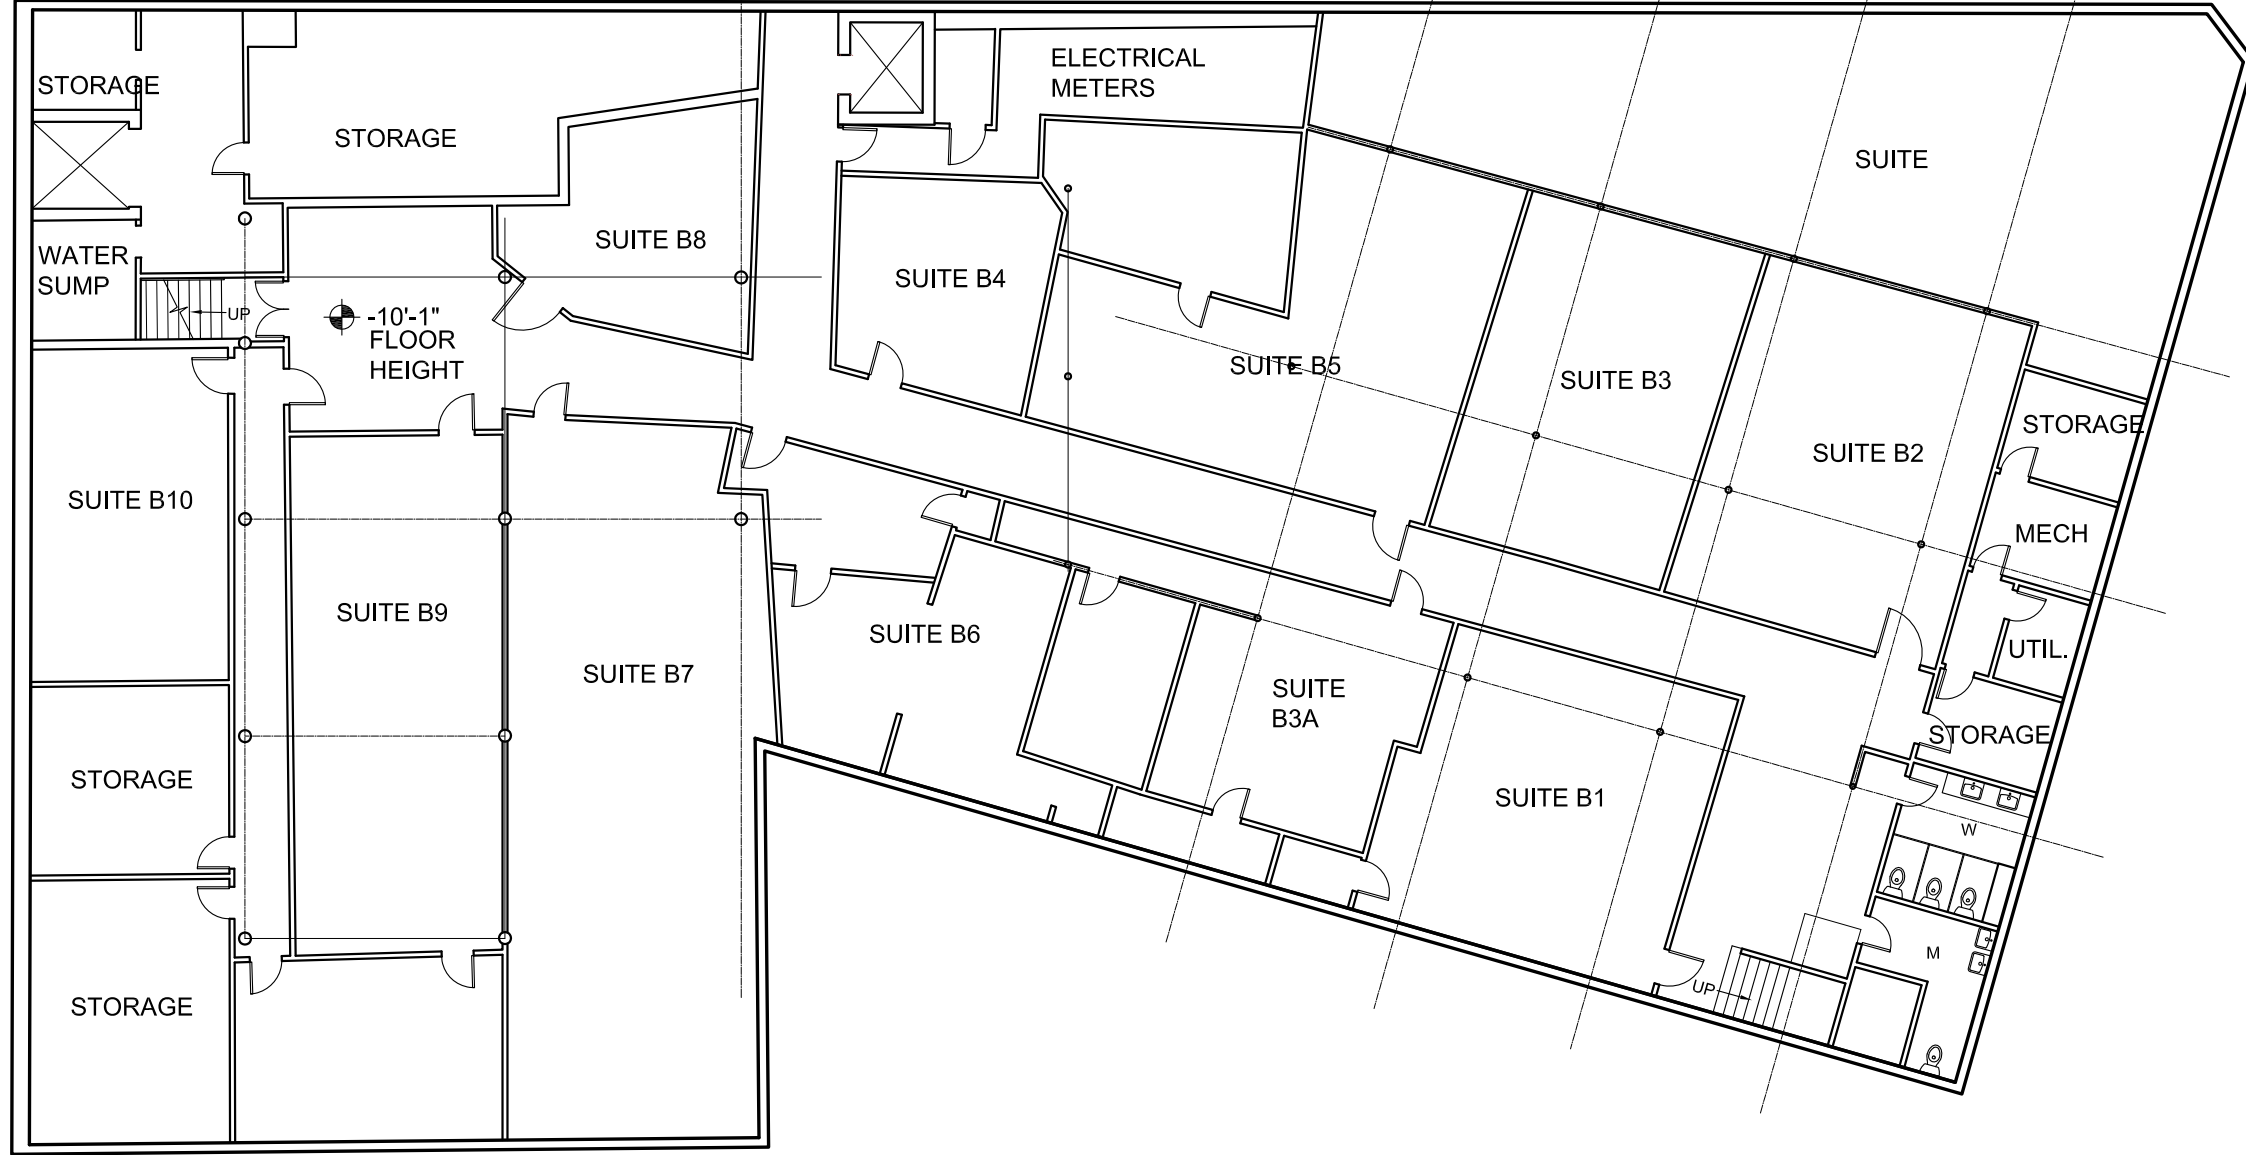 STORAGE
STORAGE
ELECTRICAL
METERS
SUITE
WATER
SUMP
UP
-10'-1"
FLOOR
HEIGHT
SUITE B8
SUITE B4
SUITE B5
SUITE B3
SUITE B2
STORAGE
MECH
UTIL.
STORAGE
SUITE B10
SUITE B9
SUITE B7
SUITE B6
SUITE
B3A
SUITE B1
STORAGE
STORAGE
W
M
UP